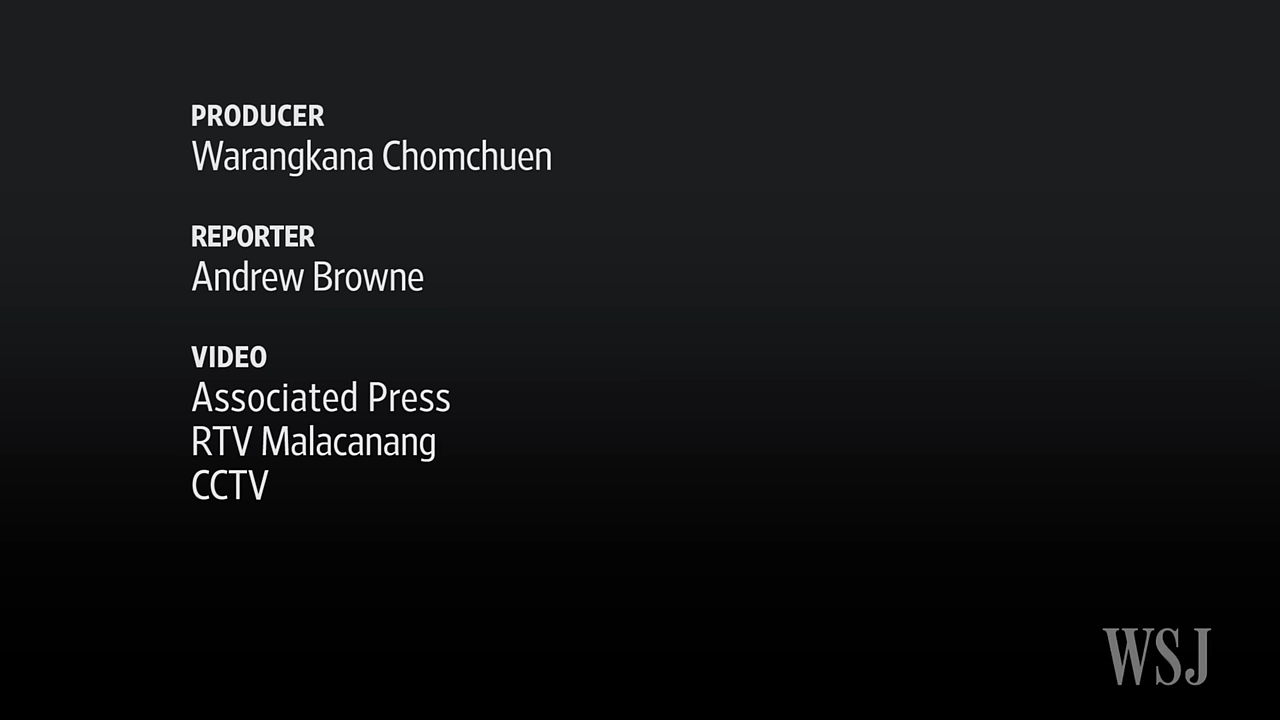 PRODUCER
Warangkana Chomchuen
REPORTER
Andrew Browne
VIDEO
Associated Press
RTV Malacanang
CCTV
WSJ